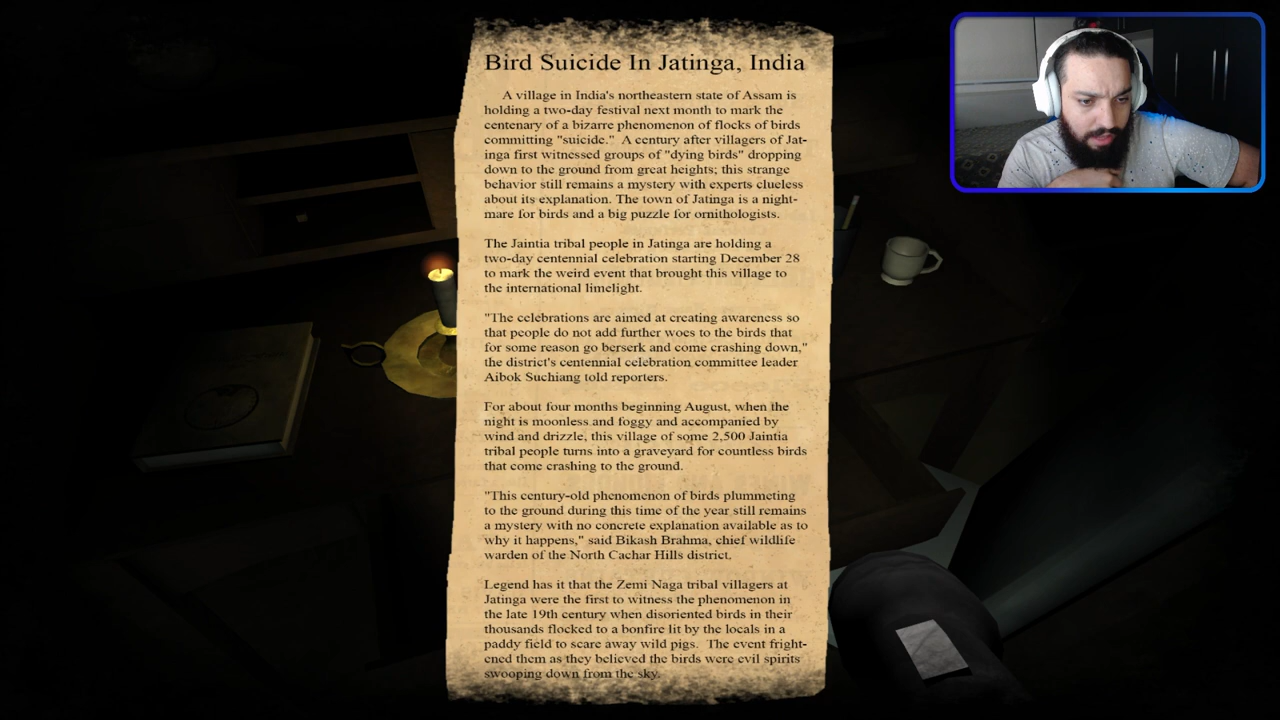 Bird Suicide In Jatinga, India
A village in India's northeastern state of Assam is
holding a two-day festival next month to mark the
centenary of a bizarre phenomenon of flocks of birds
committing "suicide."  A century after villagers of Jat-
inga first witnessed groups of "dying birds" dropping
down to the ground from great heights; this strange
behavior still remains a mystery with experts clueless
about its explanation. The town of Jatinga is a night-
mare for birds and a big puzzle for ornithologists.
The Jaintia tribal people in Jatinga are holding a
two-day centennial celebration starting December 28
to mark the weird event that brought this village to
the international limelight.
"The celebrations are aimed at creating awareness so
that people do not add further woes to the birds that
for some reason go berserk and come crashing down,"
the district's centennial celebration committee leader
Aibok Suchiang told reporters.
For about four months beginning August, when the
night is moonless and foggy and accompanied by
wind and drizzle, this village of some 2,500 Jaintia
tribal people turns into a graveyard for countless birds
that come crashing to the ground.
"This century-old phenomenon of birds plummeting
to the ground during this time of the year still remains
a mystery with no concrete explanation available as to
why it happens," said Bikash Brahma, chief wildlife
warden of the North Cachar Hills district.
Legend has it that the Zemi Naga tribal villagers at
Jatinga were the first to witness the phenomenon in
the late 19th century when disoriented birds in their
thousands flocked to a bonfire lit by the locals in a
paddy field to scare away wild pigs.  The event fright-
ened them as they believed the birds were evil spirits
swooping down from the sky.